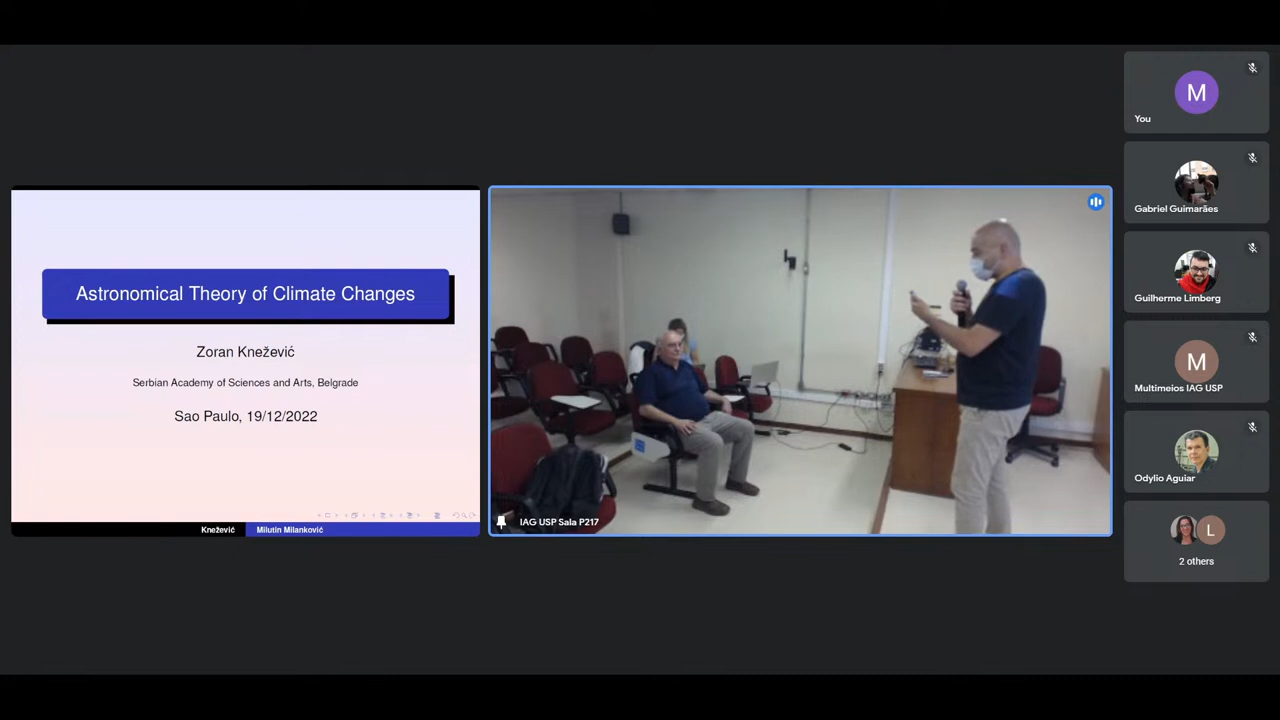 Astronomical Theory of Climate Changes
Zoran Knežević
Serbian Academy of Sciences and Arts, Belgrade
Sao Paulo, 19/12/2022
Knežević
Milutin Milanković
IAG USP Sala P217
M
You
Gabriel Guimarães
Guilherme Limberg
M
Multimeios IAG USP
Odylio Aguiar
L
2 others